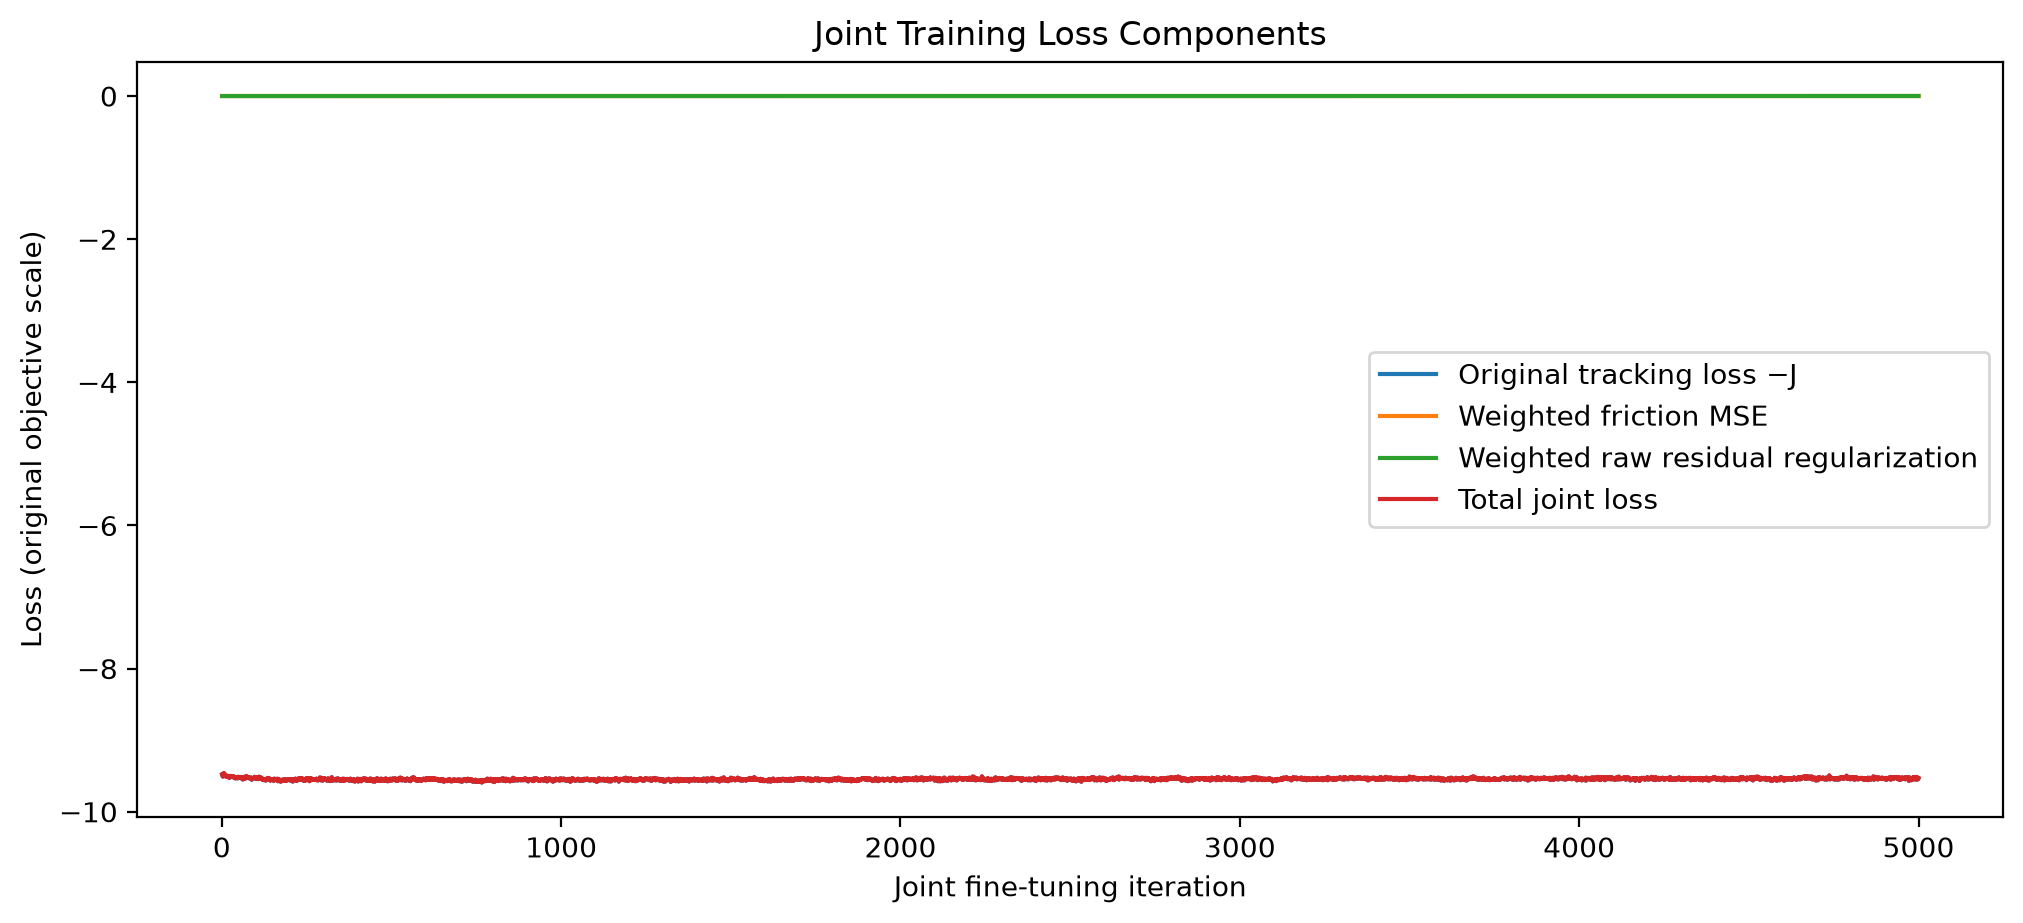 Joint Training Loss Components
Loss (original objective scale)
0
−2
−4
−6
−8
−10
Original tracking loss −J
Weighted friction MSE
Weighted raw residual regularization
Total joint loss
0 1000 2000 3000 4000 5000
Joint fine-tuning iteration